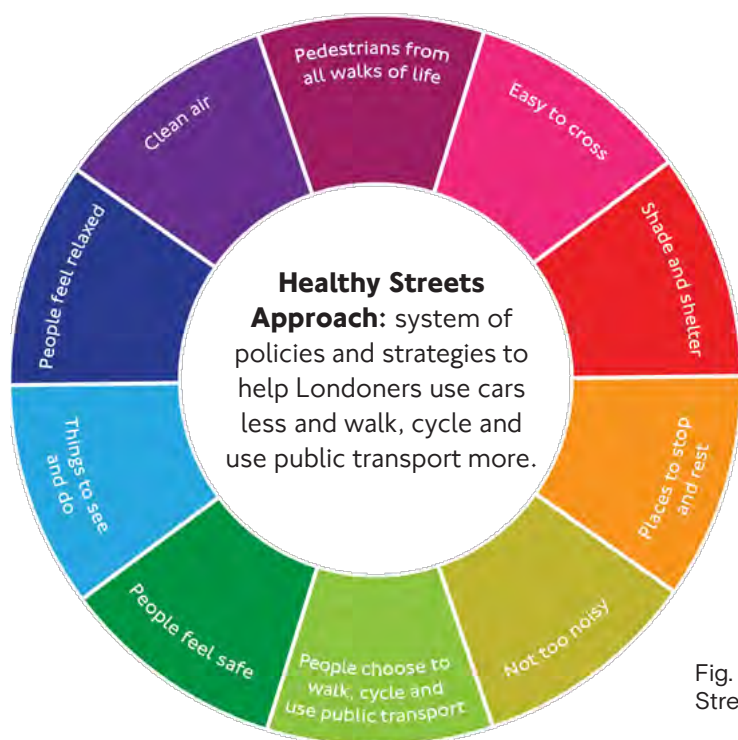 Pedestrians from
all walks of life
Easy to cross
Shade and shelter
Places to stop
and rest
Not too noisy
People choose to
walk, cycle and
use public transport
People feel safe
Things to see
and do
People feel relaxed
Clean air
Healthy Streets
Approach: system of
policies and strategies to
help Londoners use cars
less and walk, cycle and
use public transport more.
Fig.